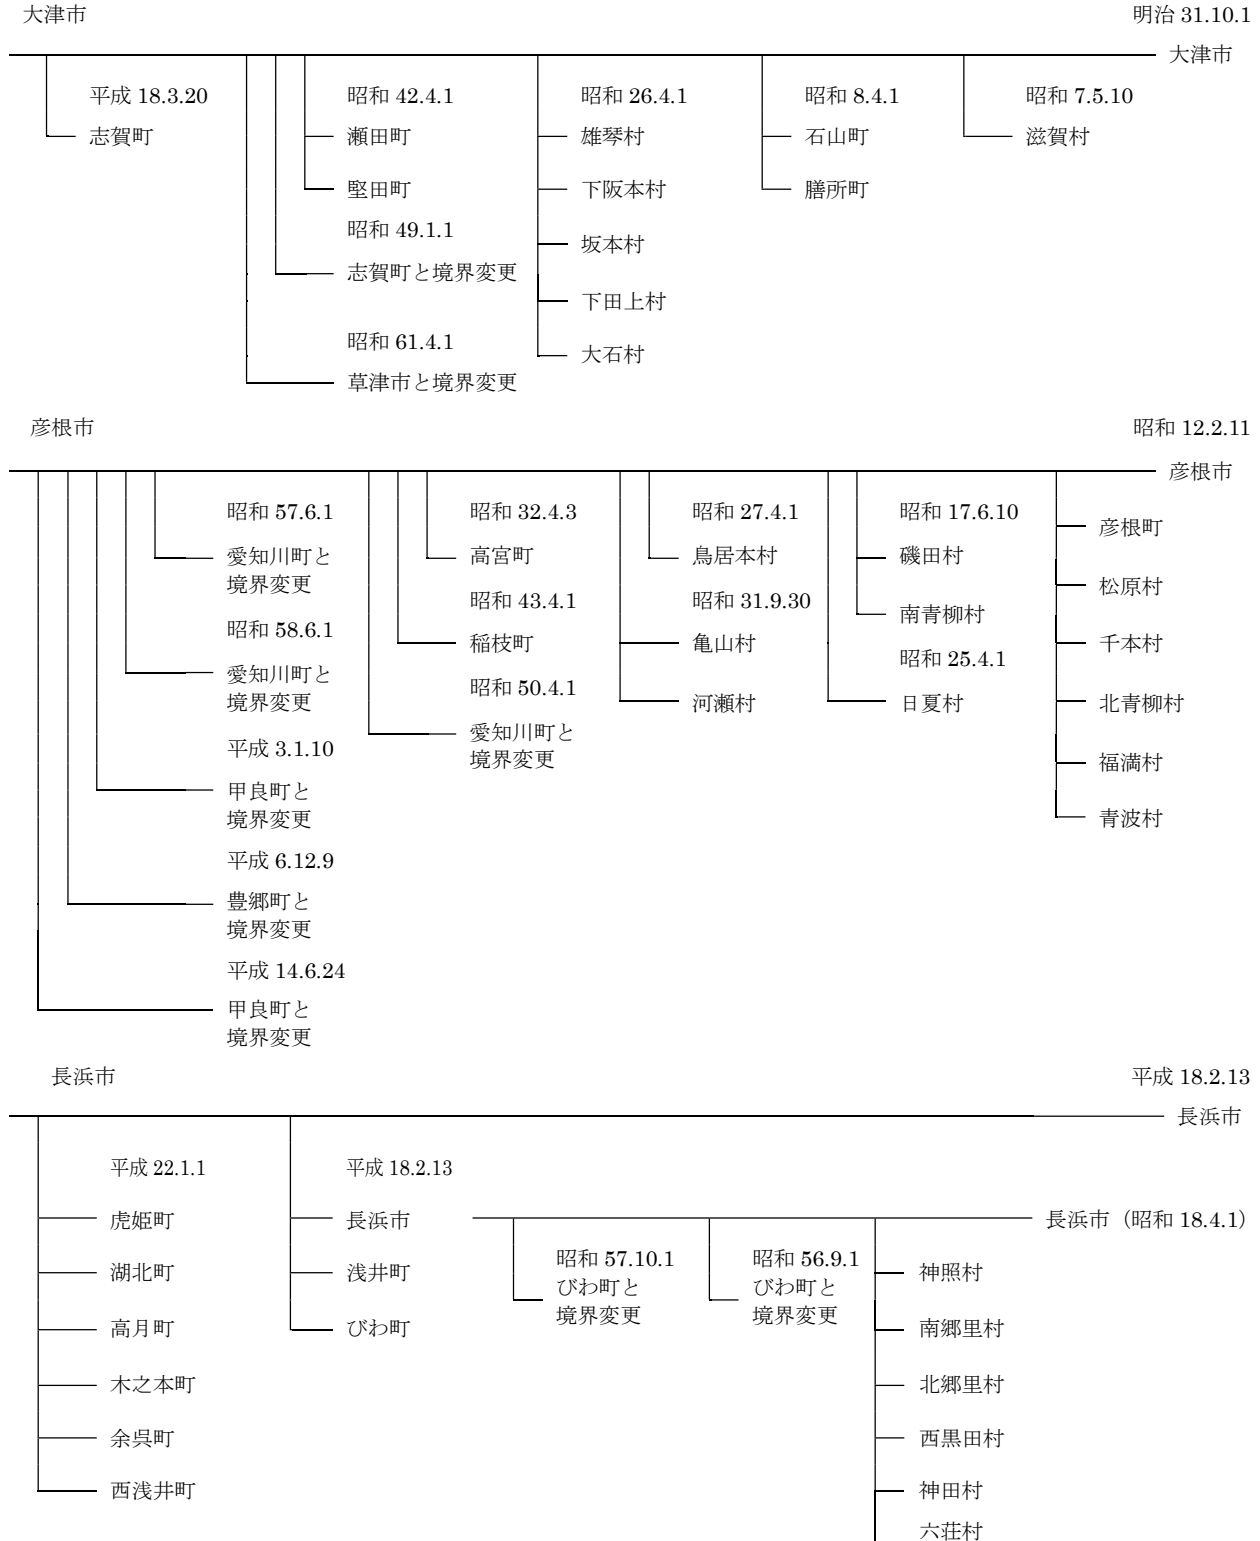 大津市
明治 31.10.1
大津市
平成 18.3.20
志賀町
昭和 42.4.1
瀬田町
堅田町
昭和 49.1.1
志賀町と境界変更
昭和 61.4.1
草津市と境界変更
昭和 26.4.1
雄琴村
下阪本村
坂本村
下田上村
大石村
昭和 8.4.1
石山町
膳所町
昭和 7.5.10
滋賀村
彦根市
昭和 12.2.11
彦根市
昭和 57.6.1
愛知川町と
境界変更
昭和 58.6.1
愛知川町と
境界変更
平成 3.1.10
甲良町と
境界変更
平成 6.12.9
豊郷町と
境界変更
平成 14.6.24
甲良町と
境界変更
昭和 32.4.3
高宮町
昭和 43.4.1
稲枝町
昭和 50.4.1
愛知川町と
境界変更
昭和 27.4.1
鳥居本村
昭和 31.9.30
亀山村
河瀬村
昭和 17.6.10
磯田村
南青柳村
昭和 25.4.1
日夏村
彦根町
松原村
千本村
北青柳村
福満村
青波村
長浜市
平成 18.2.13
長浜市
平成 22.1.1
虎姫町
湖北町
高月町
木之本町
余呉町
西浅井町
平成 18.2.13
長浜市
浅井町
びわ町
長浜市（昭和 18.4.1）
昭和 57.10.1
びわ町と
境界変更
昭和 56.9.1
びわ町と
境界変更
神照村
南郷里村
北郷里村
西黒田村
神田村
六荘村